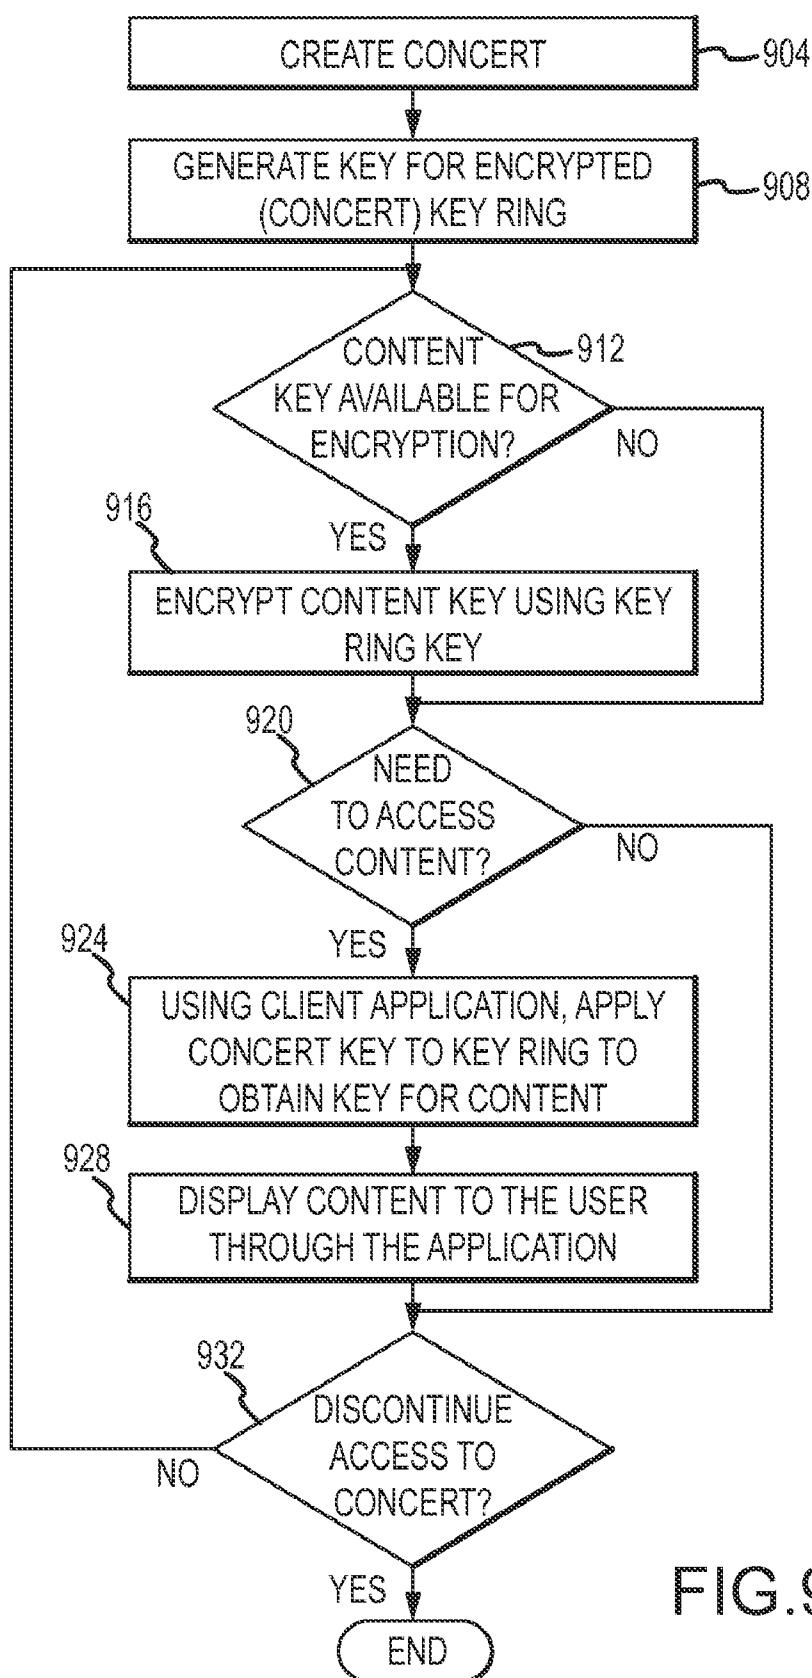 CREATE CONCERT
904
GENERATE KEY FOR ENCRYPTED
(CONCERT) KEY RING
908
CONTENT
KEY AVAILABLE FOR
ENCRYPTION?
912
NO
YES
916
ENCRYPT CONTENT KEY USING KEY
RING KEY
920
NEED
TO ACCESS
CONTENT?
NO
YES
924
USING CLIENT APPLICATION, APPLY
CONCERT KEY TO KEY RING TO
OBTAIN KEY FOR CONTENT
928
DISPLAY CONTENT TO THE USER
THROUGH THE APPLICATION
932
DISCONTINUE
ACCESS TO
CONCERT?
NO
YES
END
FIG.9